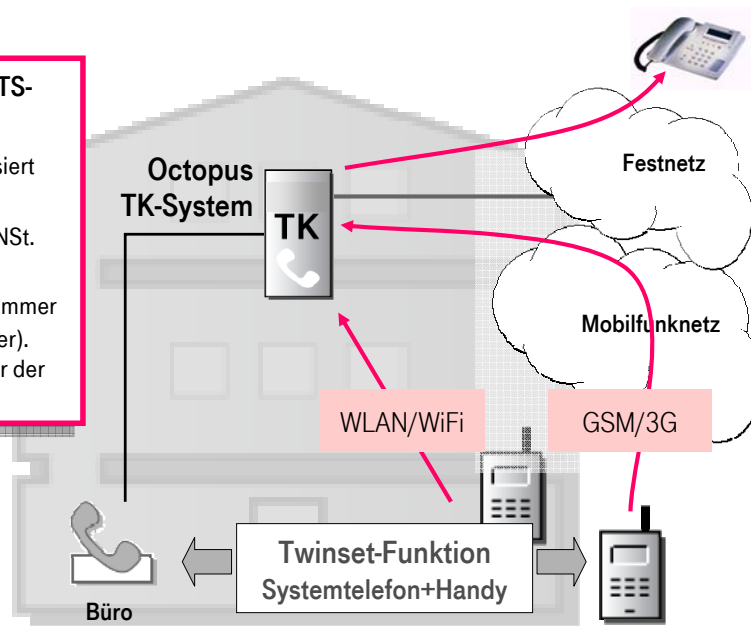 TS-
siert
NSt.
mmer
er).
r der
Octopus
TK-System
TK
Festnetz
Mobilfunknetz
WLAN/WiFi
GSM/3G
Twinset-Funktion
Systemtelefon+Handy
Büro